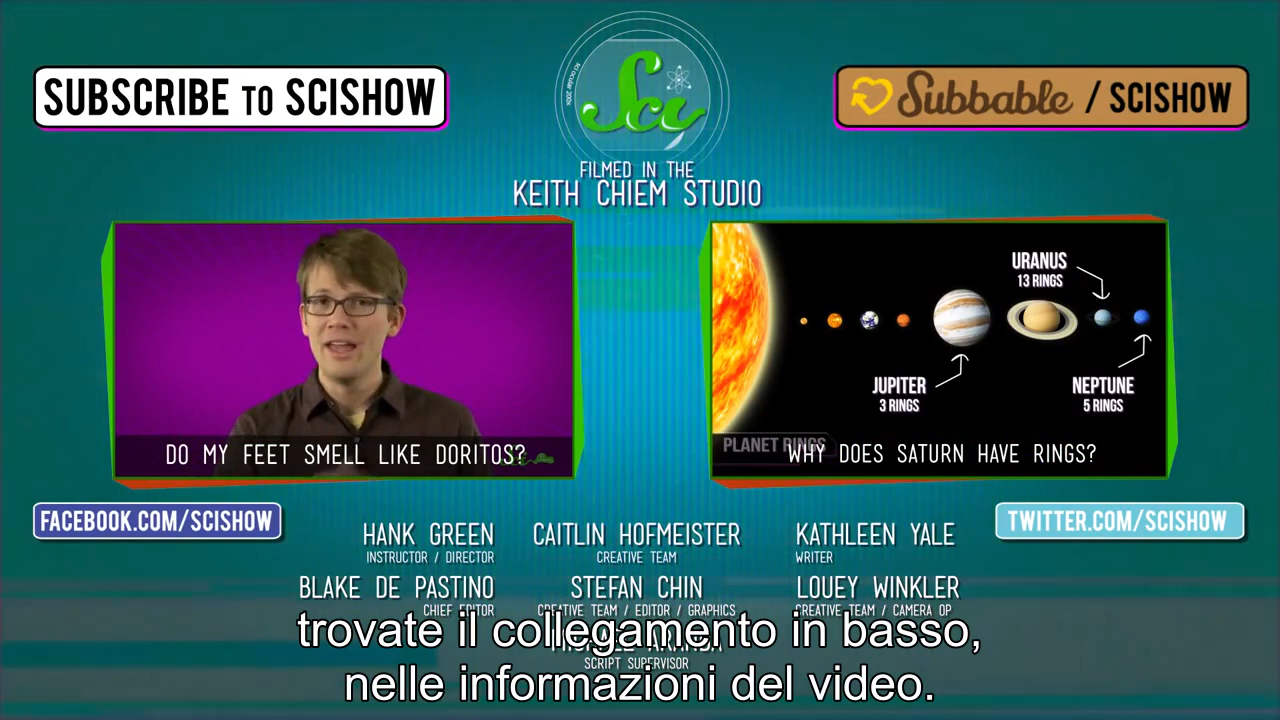 SUBSCRIBE TO SCISHOW
Sci
Subbable / SCISHOW
FILMED IN THE
KEITH CHIEM STUDIO
URANUS
13 RINGS
JUPITER
3 RINGS
NEPTUNE
5 RINGS
PLANET RINGS
DO MY FEET SMELL LIKE DORITOS?
WHY DOES SATURN HAVE RINGS?
FACEBOOK.COM/SCISHOW
TWITTER.COM/SCISHOW
HANK GREEN
INSTRUCTOR / DIRECTOR
CAITLIN HOFMEISTER
CREATIVE TEAM
KATHLEEN YALE
WRITER
BLAKE DE PASTINO
CHIEF EDITOR
STEFAN CHIN
CREATIVE TEAM / EDITOR / GRAPHICS
LOUEY WINKLER
CREATIVE TEAM / CAMERA OP
SCRIPT SUPERVISOR
trovate il collegamento in basso,
nelle informazioni del video.